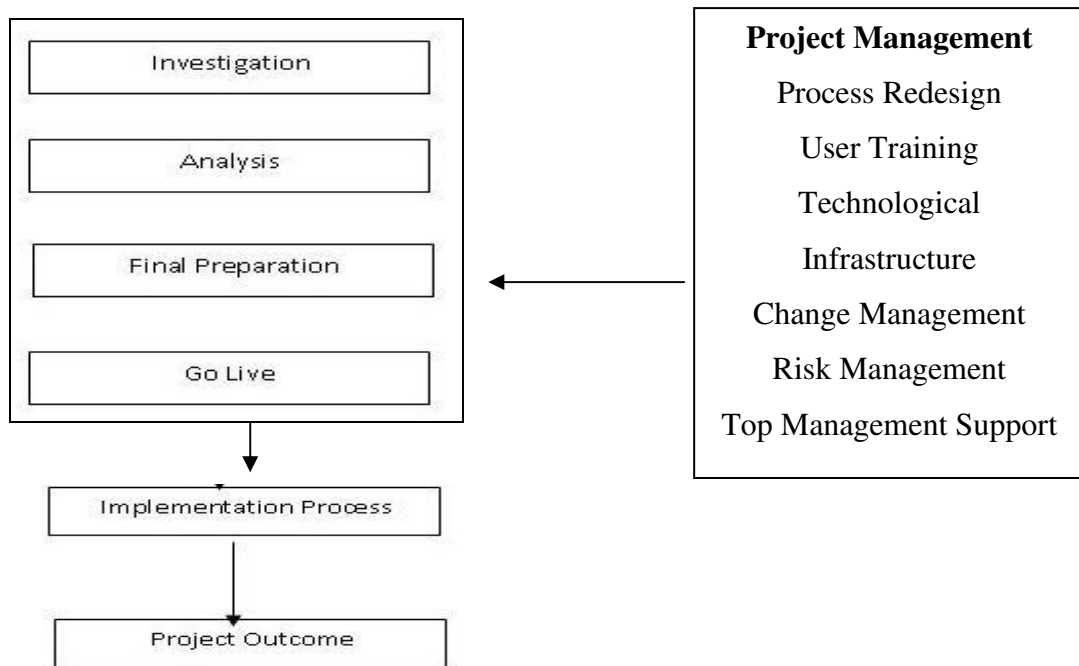 Investigation
Analysis
Final Preparation
Go Live
Implementation Process
Project Outcome
Project Management
Process Redesign
User Training
Technological
Infrastructure
Change Management
Risk Management
Top Management Support